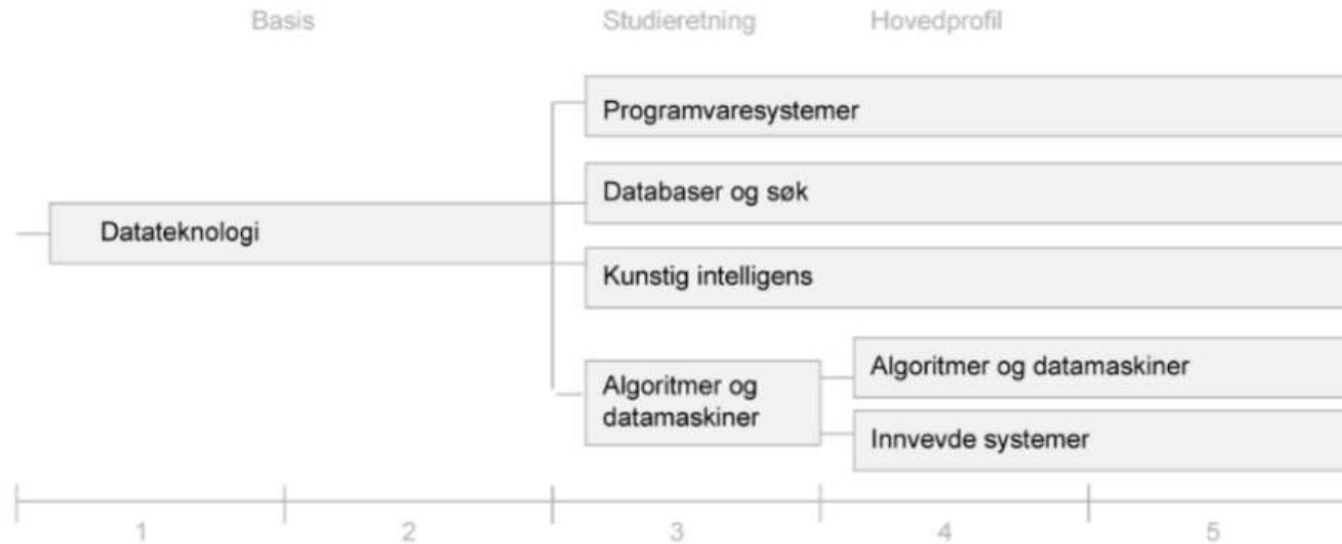 Basis
Studieretning
Hovedprofil
Programvaresystemer
Databaser og søk
Datateknologi
Kunstig intelligens
Algoritmer og
datamaskiner
Algoritmer og datamaskiner
Innvevde systemer
1
2
3
4
5